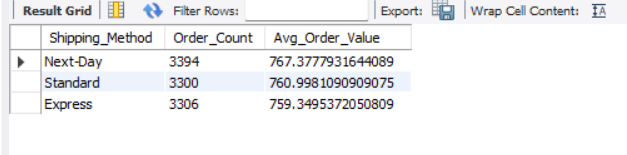 Result Grid Filter Rows: Export: Wrap Cell Content: IA
Shipping_Method Order_Count Avg_Order_Value
Next-Day 3394 767.3777931644089
Standard 3300 760.9981090909075
Express 3306 759.3495372050809